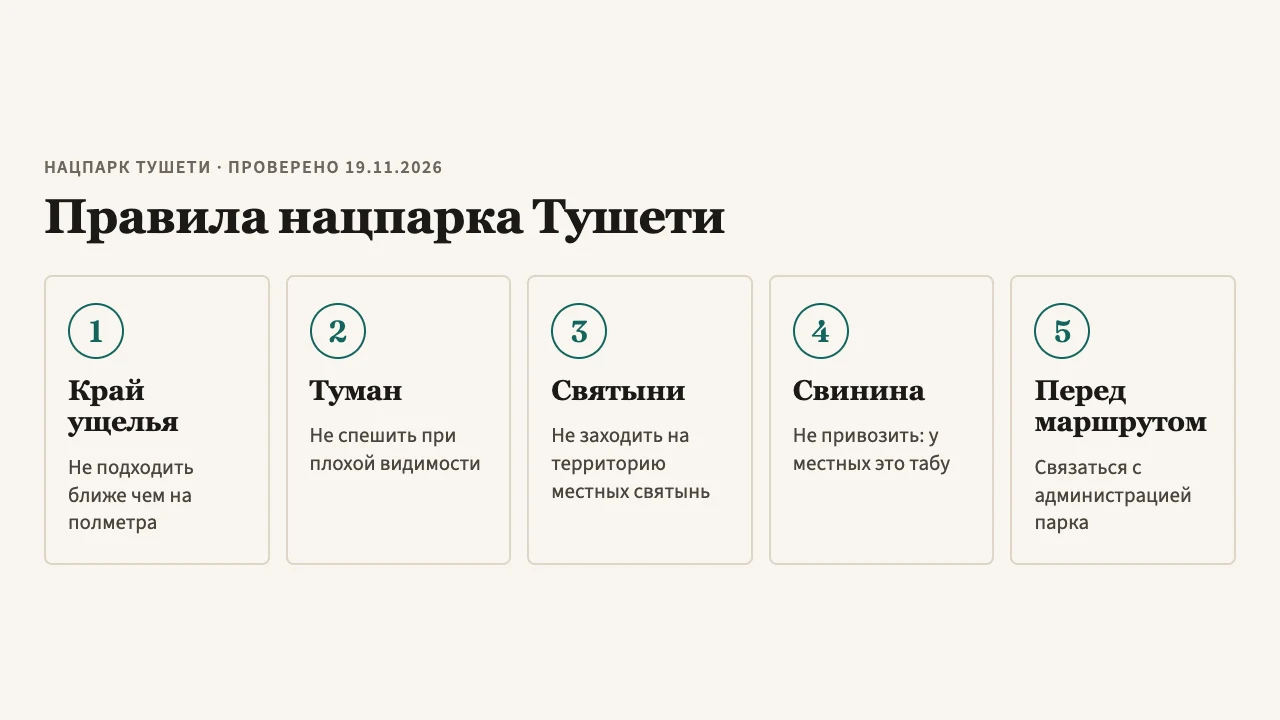 НАЦПАРК ТУШЕТИ · ПРОВЕРЕНО 19.11.2026
Правила нацпарка Тушети
1
Край
ущелья
Не подходить
ближе чем на
полметра
2
Туман
Не спешить при
плохой видимости
3
Святыни
Не заходить на
территорию
местных святынь
4
Свинина
Не привозить: у
местных это табу
5
Перед
маршрутом
Связаться с
администрацией
парка